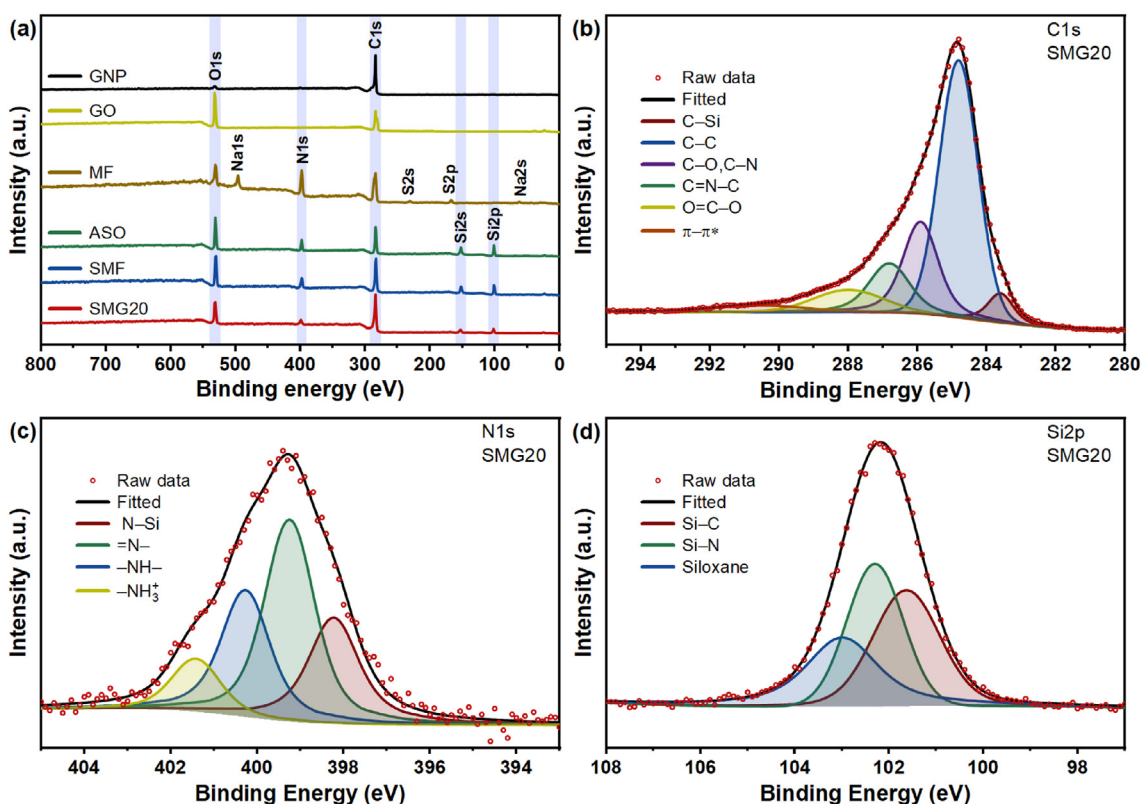 (a)
O1s
C1s
GNP
GO
Na1s
N1s
MF
S2s
S2p
Na2s
ASO
Si2s
Si2p
SMF
SMG20
Intensity (a.u.)
800 700 600 500 400 300 200 100 0
Binding energy (eV)
(b)
C1s
SMG20
Raw data
Fitted
C–Si
C–C
C–O,C–N
C=N–C
O=C–O
π–π*
Intensity (a.u.)
294 292 290 288 286 284 282 280
Binding Energy (eV)
(c)
N1s
SMG20
Raw data
Fitted
N–Si
=N–
–NH–
–NH₃⁺
Intensity (a.u.)
404 402 400 398 396 394
Binding Energy (eV)
(d)
Si2p
SMG20
Raw data
Fitted
Si–C
Si–N
Siloxane
Intensity (a.u.)
108 106 104 102 100 98
Binding Energy (eV)